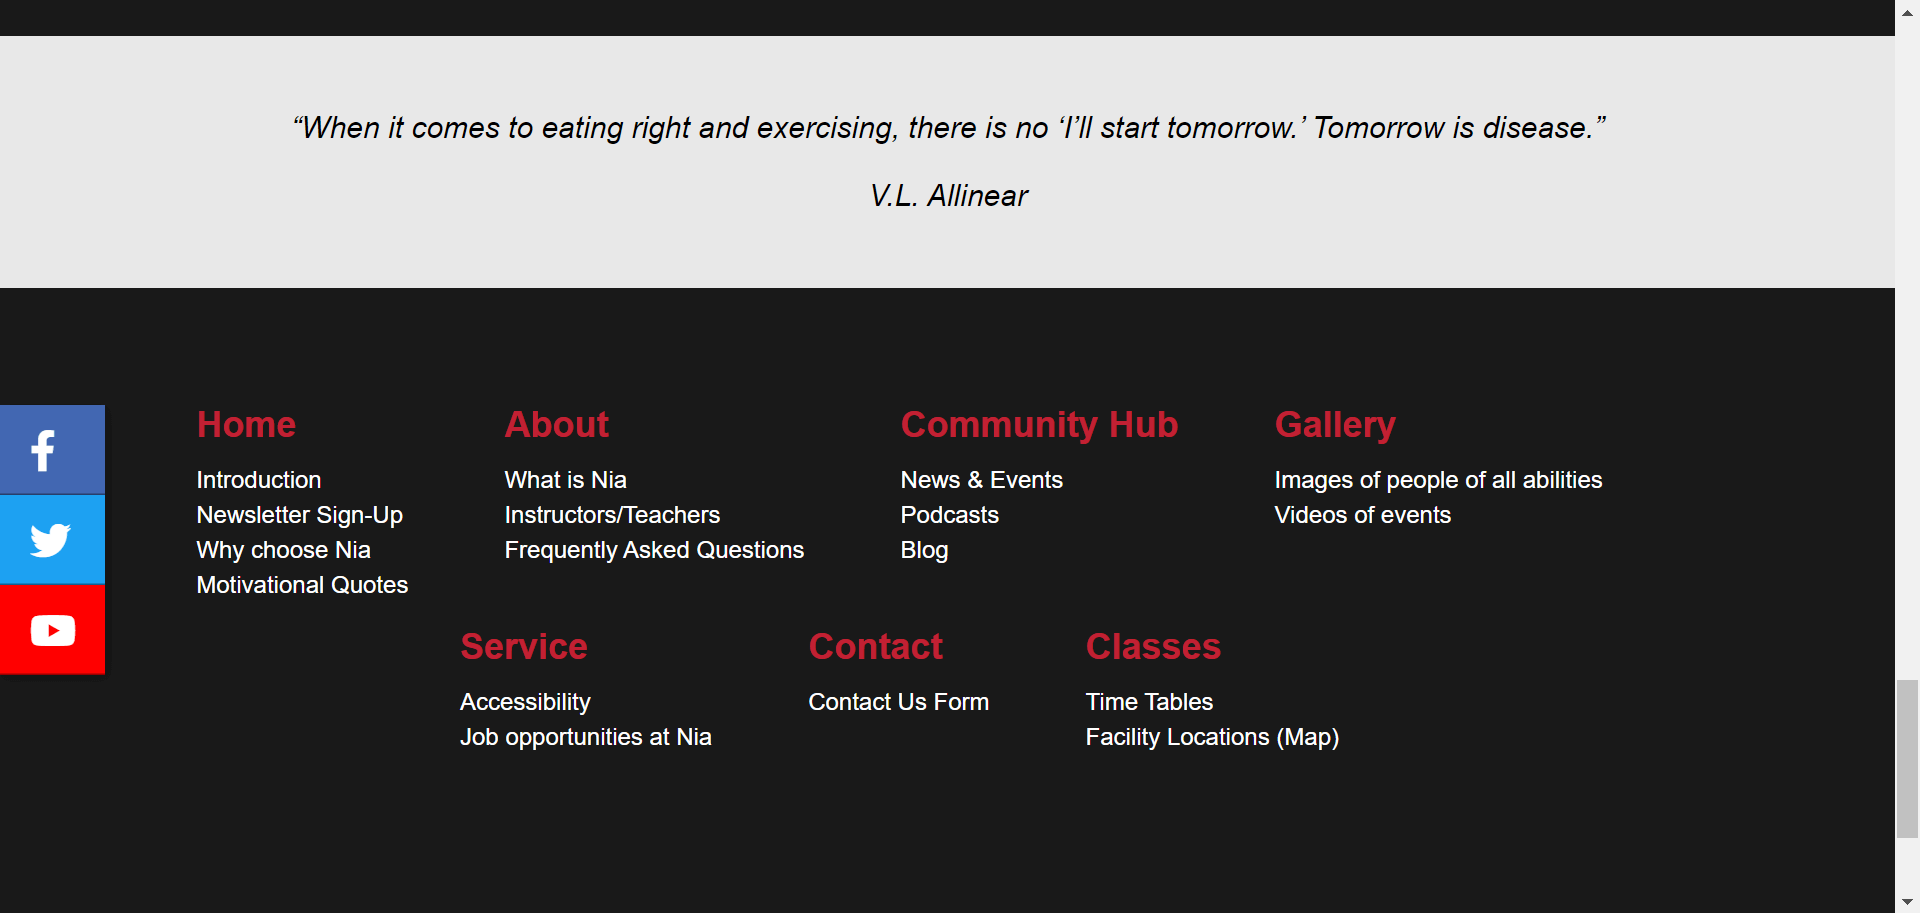 “When it comes to eating right and exercising, there is no ‘I’ll start tomorrow.’ Tomorrow is disease.”
V.L. Allinear
Home
Introduction
Newsletter Sign-Up
Why choose Nia
Motivational Quotes
About
What is Nia
Instructors/Teachers
Frequently Asked Questions
Community Hub
News & Events
Podcasts
Blog
Gallery
Images of people of all abilities
Videos of events
Service
Accessibility
Job opportunities at Nia
Contact
Contact Us Form
Classes
Time Tables
Facility Locations (Map)